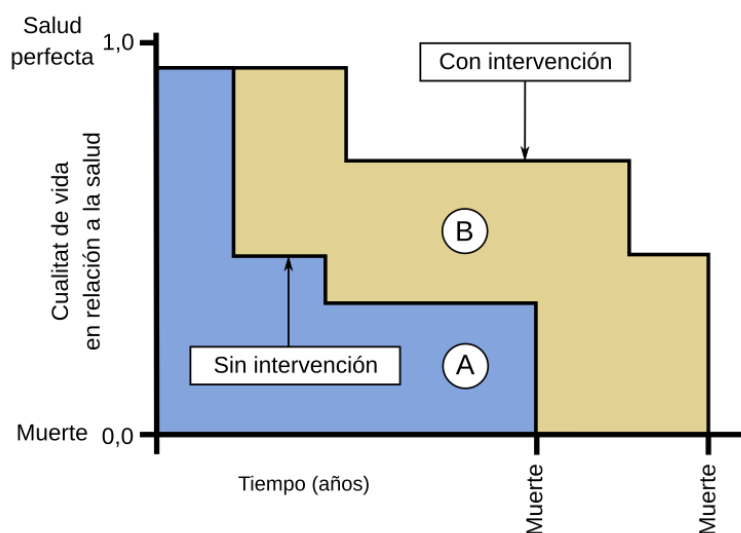 Salud
perfecta
1,0
Con intervención
Cualitat de vida
en relación a la salud
B
Sin intervención
A
Muerte
0,0
Tiempo (años)
Muerte
Muerte